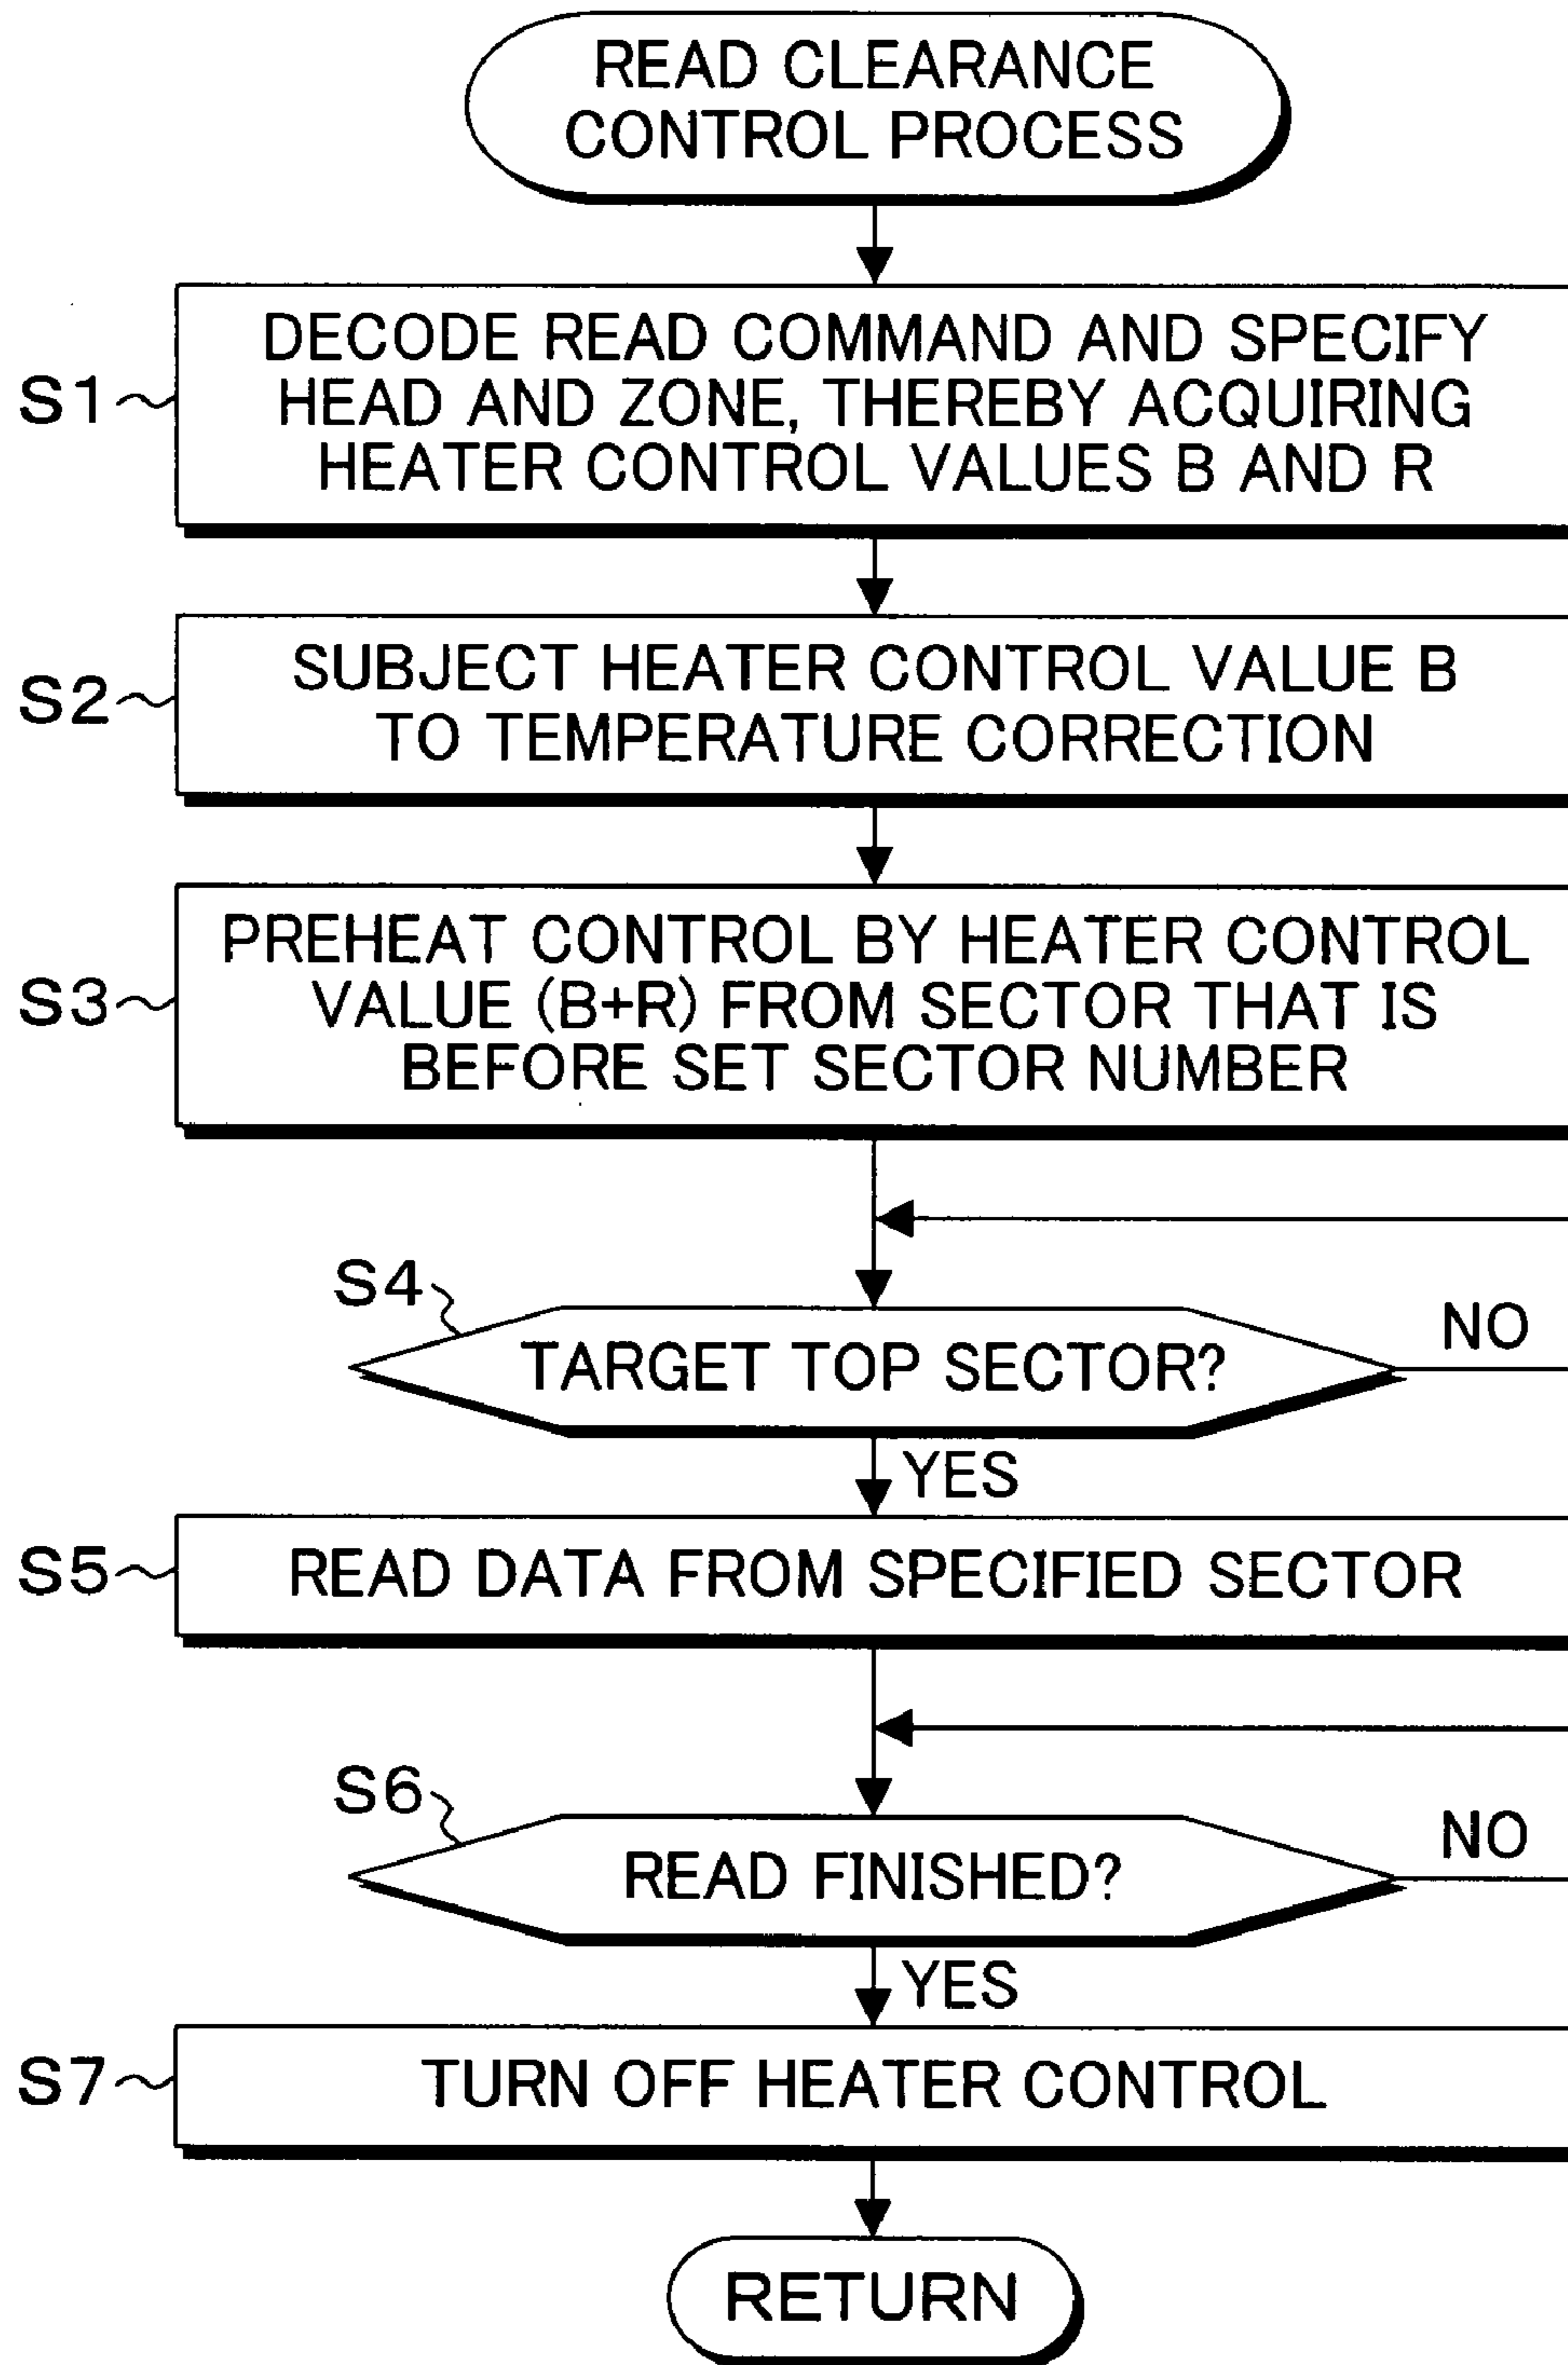 READ CLEARANCE
CONTROL PROCESS
S1
DECODE READ COMMAND AND SPECIFY
HEAD AND ZONE, THEREBY ACQUIRING
HEATER CONTROL VALUES B AND R
S2
SUBJECT HEATER CONTROL VALUE B
TO TEMPERATURE CORRECTION
S3
PREHEAT CONTROL BY HEATER CONTROL
VALUE (B+R) FROM SECTOR THAT IS
BEFORE SET SECTOR NUMBER
S4
TARGET TOP SECTOR?
NO
YES
S5
READ DATA FROM SPECIFIED SECTOR
S6
READ FINISHED?
NO
YES
S7
TURN OFF HEATER CONTROL
RETURN